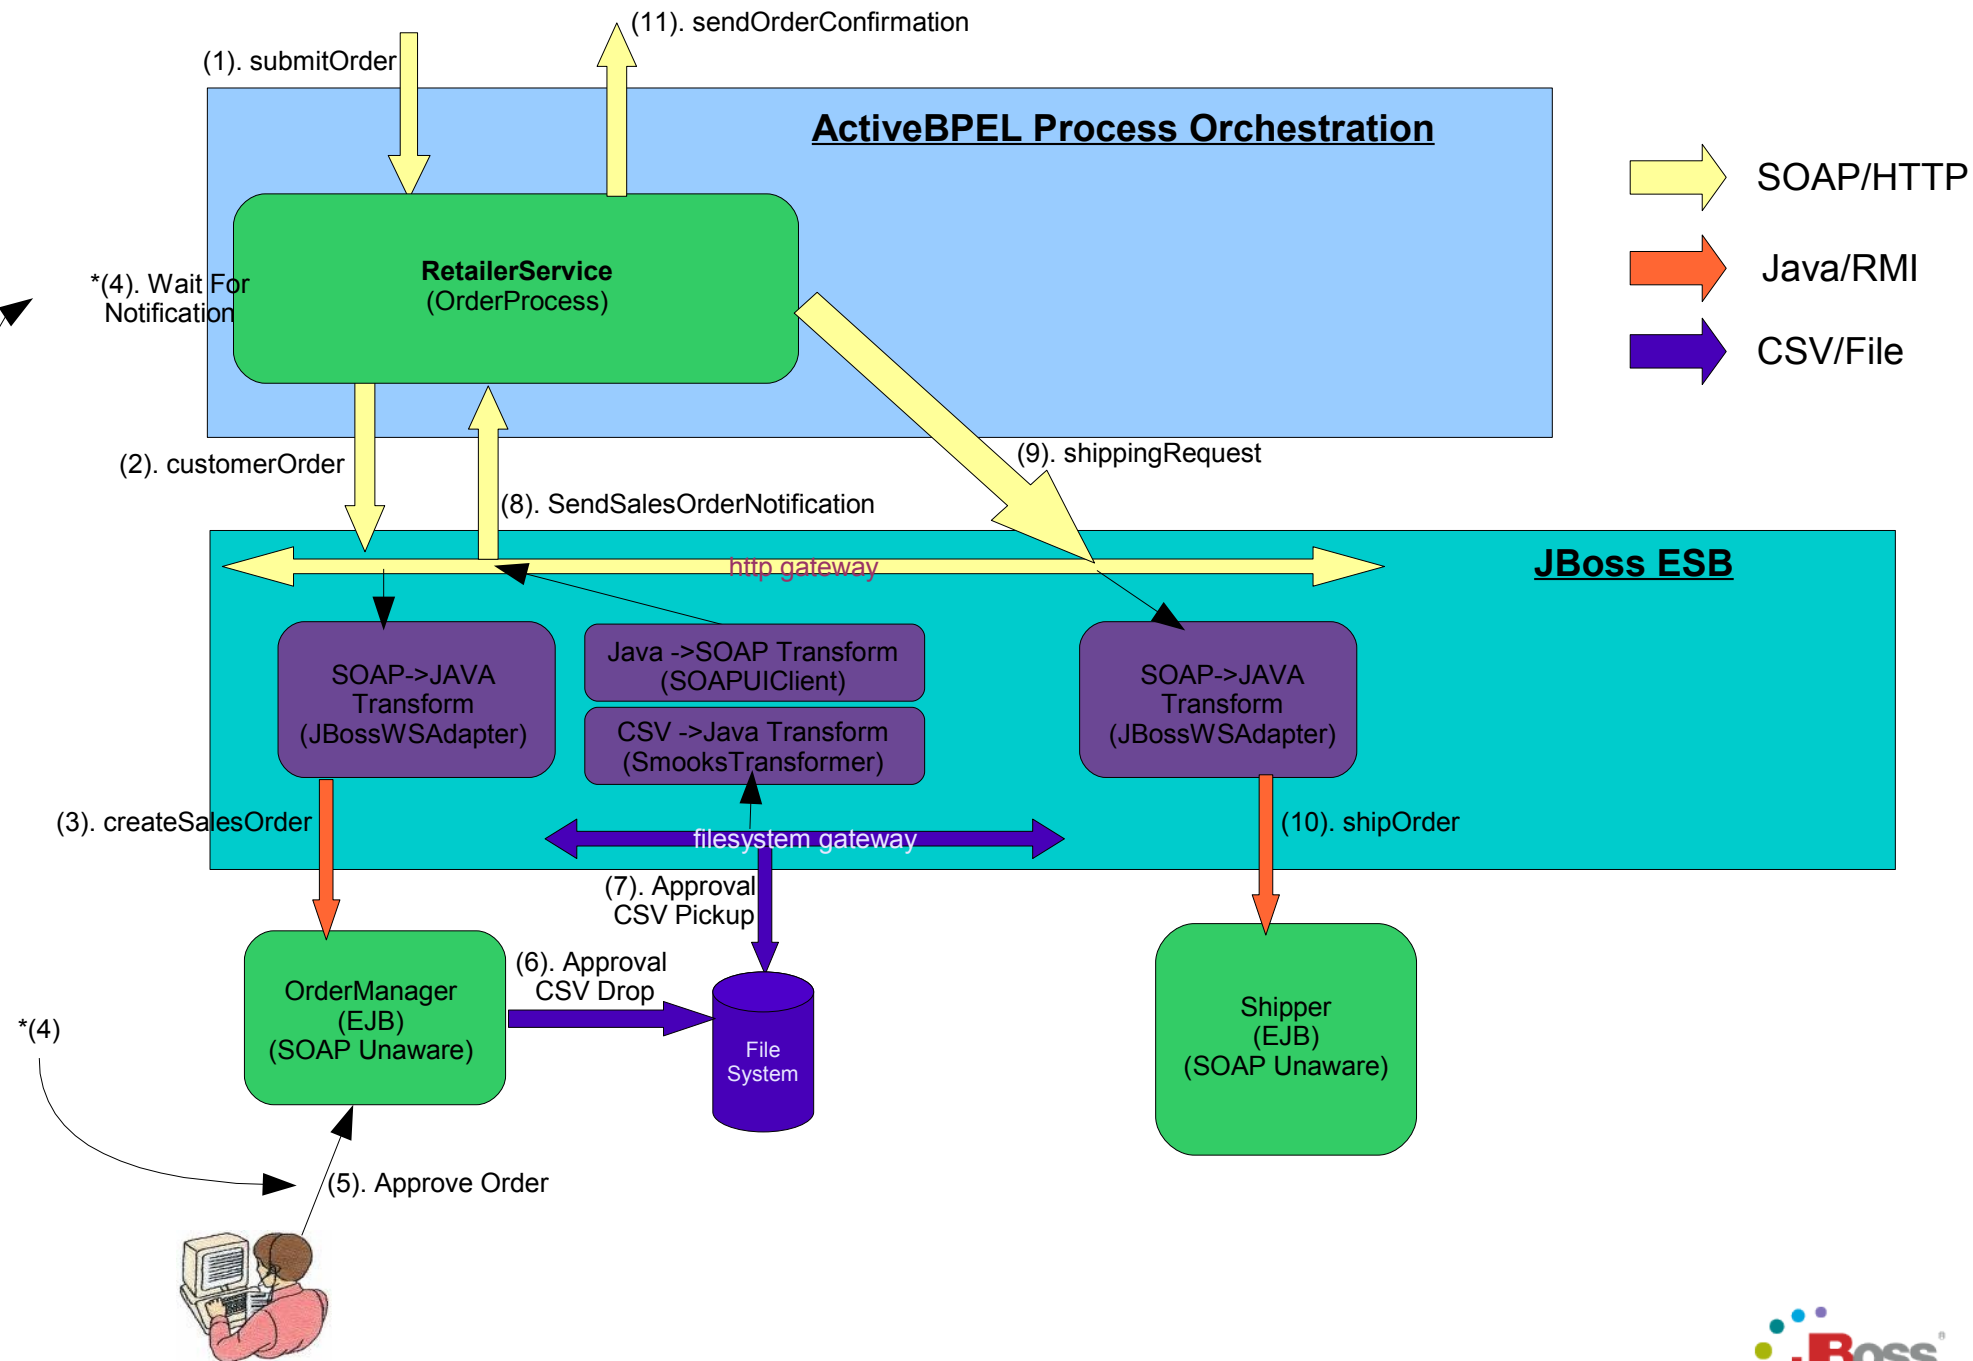 (11). sendOrderConfirmation
(1). submitOrder
ActiveBPEL Process Orchestration
SOAP/HTTP
Java/RMI
CSV/File
*(4). Wait For
Notification
RetailerService
(OrderProcess)
(2). customerOrder
(8). SendSalesOrderNotification
(9). shippingRequest
http gateway
JBoss ESB
SOAP->JAVA
Transform
(JBossWSAdapter)
Java ->SOAP Transform
(SOAPUIClient)
CSV ->Java Transform
(SmooksTransformer)
SOAP->JAVA
Transform
(JBossWSAdapter)
(3). createSalesOrder
filesystem gateway
(10). shipOrder
(7). Approval
CSV Pickup
(6). Approval
CSV Drop
OrderManager
(EJB)
(SOAP Unaware)
File
System
Shipper
(EJB)
(SOAP Unaware)
*(4)
(5). Approve Order
JBoss